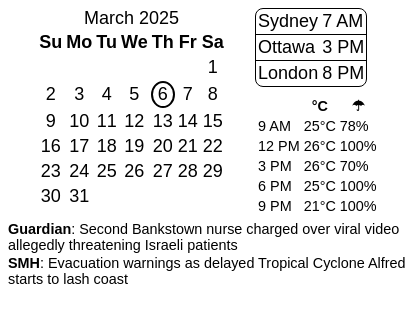 March 2025
Su Mo Tu We Th Fr Sa
1
2 3 4 5 6 7 8
9 10 11 12 13 14 15
16 17 18 19 20 21 22
23 24 25 26 27 28 29
30 31
Sydney 7 AM
Ottawa 3 PM
London 8 PM
°C ☂
9 AM 25°C 78%
12 PM 26°C 100%
3 PM 26°C 70%
6 PM 25°C 100%
9 PM 21°C 100%
Guardian: Second Bankstown nurse charged over viral video
allegedly threatening Israeli patients
SMH: Evacuation warnings as delayed Tropical Cyclone Alfred
starts to lash coast